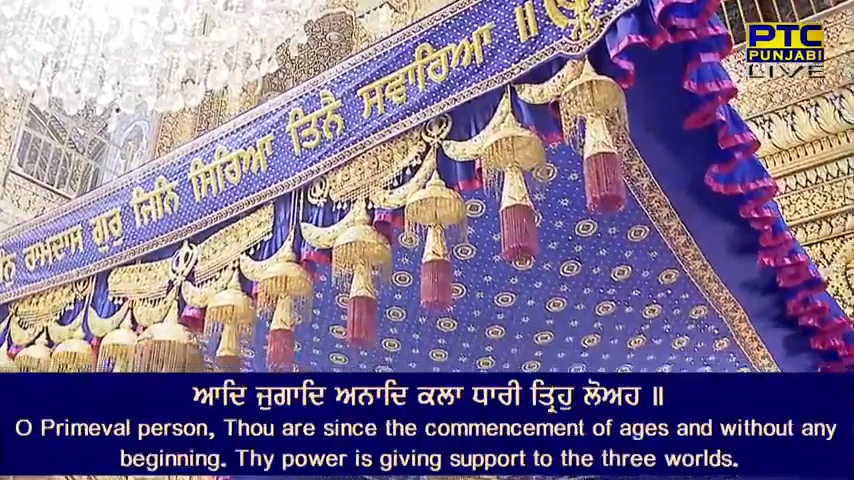 PTC
PUNJABI
LIVE
ਰਾਮਦਾਸ ਗੁਰੁ ਜਿਨਿ ਸਿਰਿਆ ਤਿਨੈ ਸਵਾਰਿਆ ॥
ਆਦਿ ਜੁਗਾਦਿ ਅਨਾਦਿ ਕਲਾ ਧਾਰੀ ਤ੍ਰਿਹੁ ਲੋਅਹ ॥
O Primeval person, Thou are since the commencement of ages and without any
beginning. Thy power is giving support to the three worlds.